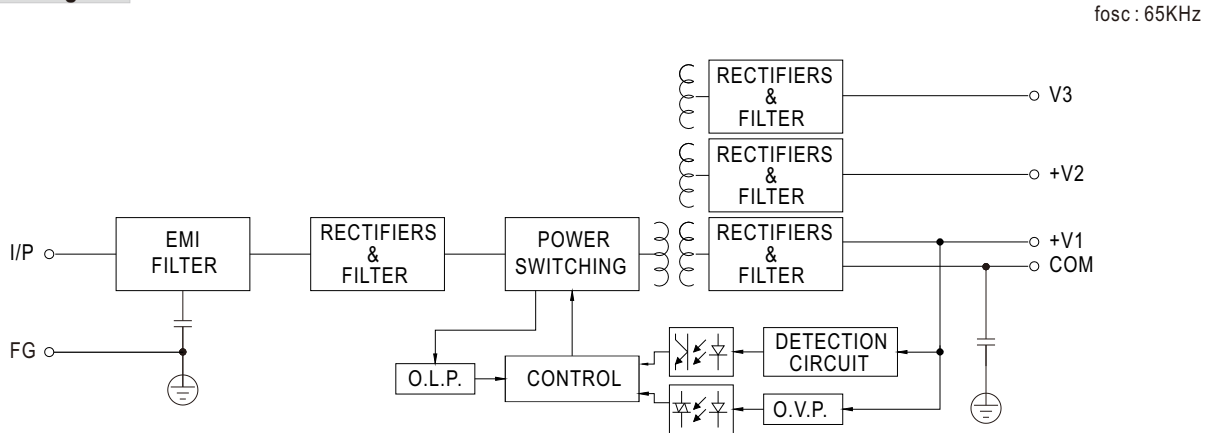 fosc : 65KHz
RECTIFIERS
&
FILTER
V3
RECTIFIERS
&
FILTER
+V2
I/P
EMI
FILTER
RECTIFIERS
&
FILTER
POWER
SWITCHING
RECTIFIERS
&
FILTER
+V1
COM
FG
O.L.P.
CONTROL
DETECTION
CIRCUIT
O.V.P.